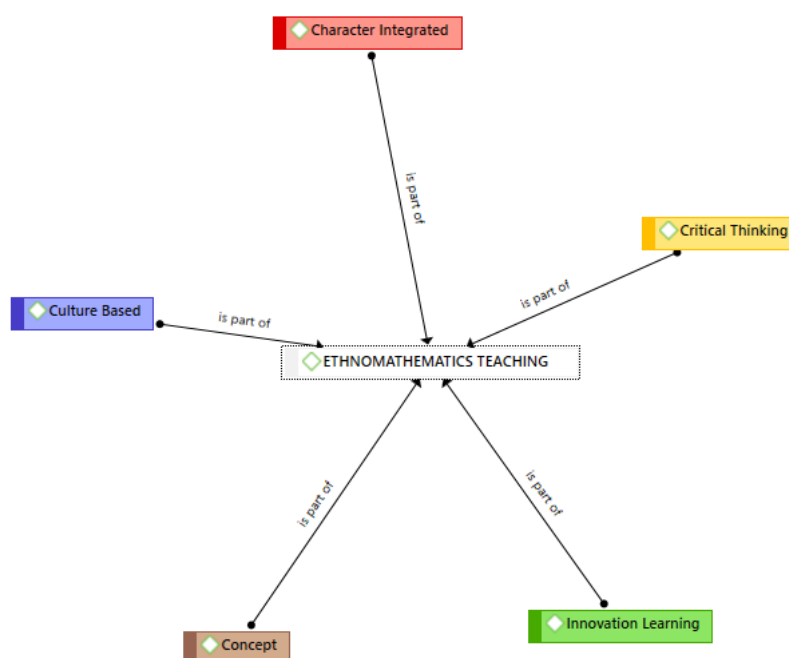 Character Integrated
is part of
Critical Thinking
is part of
Culture Based
is part of
ETHNOMATHEMATICS TEACHING
is part of
is part of
Innovation Learning
Concept